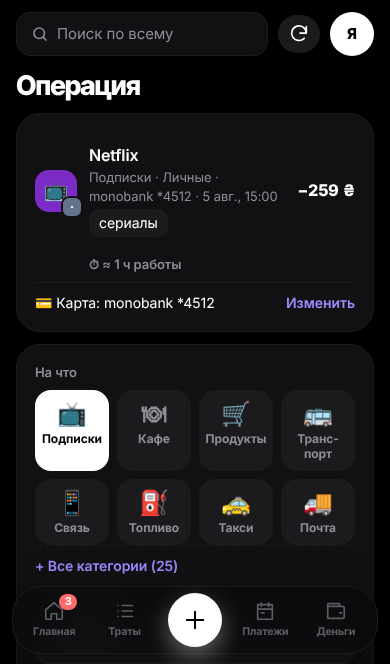 Поиск по всему
Я
Операция
Netflix
Подписки · Личные ·
monobank *4512 · 5 авг., 15:00
−259 ₴
сериалы
⏱ ≈ 1 ч работы
💳 Карта: monobank *4512
Изменить
На что
Подписки
Кафе
Продукты
Транс-
порт
Связь
Топливо
Такси
Почта
+ Все категории (25)
3
Главная
Траты
Платежи
Деньги